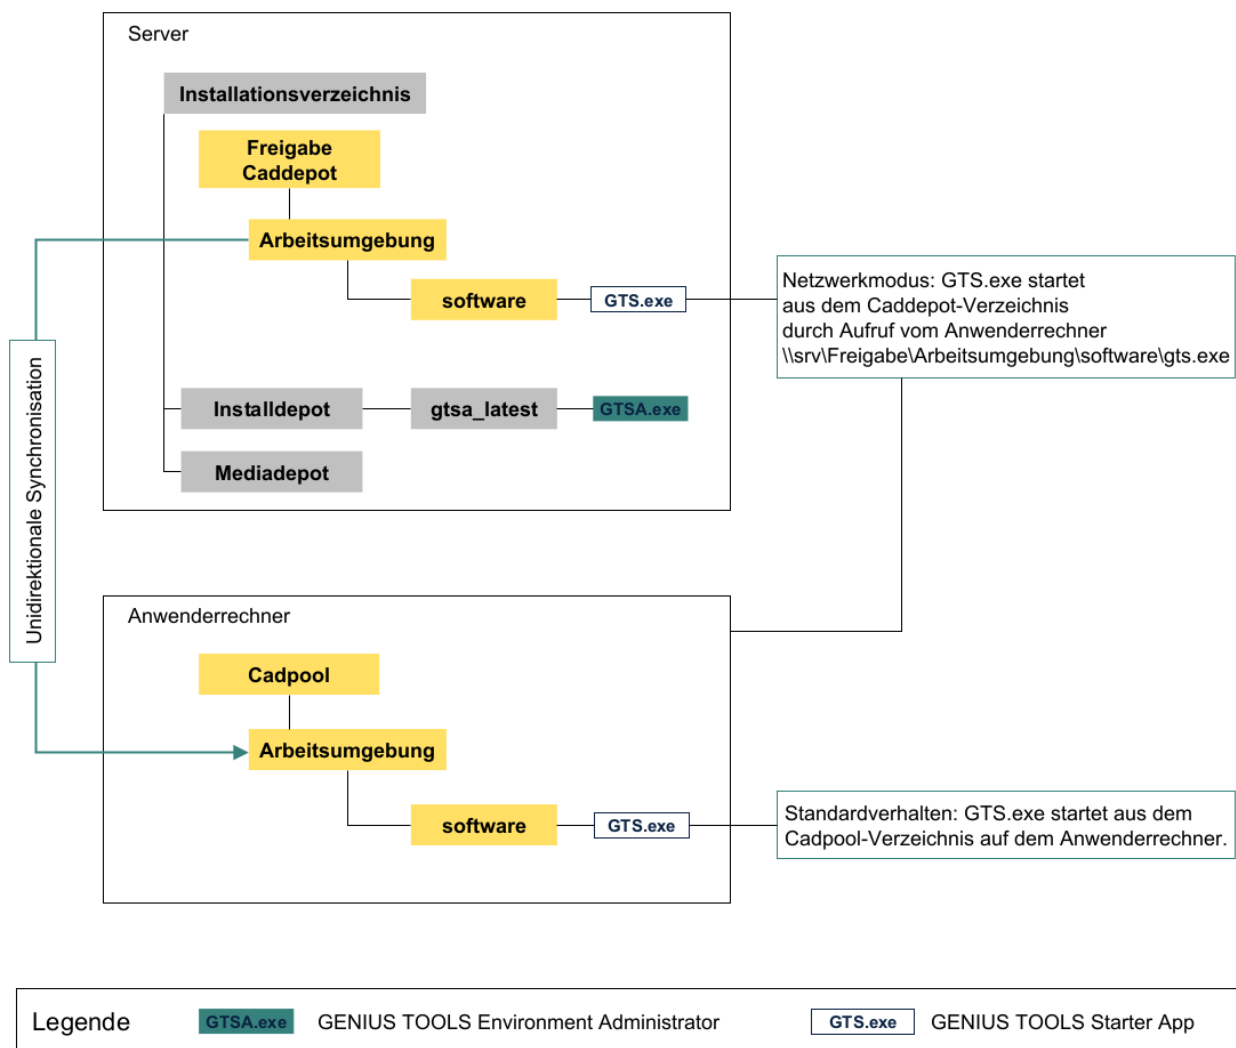 Server
Installationsverzeichnis
Freigabe
Caddepot
Arbeitsumgebung
software
GTS.exe
Netzwerkmodus: GTS.exe startet
aus dem Caddepot-Verzeichnis
durch Aufruf vom Anwenderrechner
\\srv\Freigabe\Arbeitsumgebung\software\gts.exe
Installdepot
gtsa_latest
GTSA.exe
Mediadepot
Unidirektionale Synchronisation
Anwenderrechner
Cadpool
Arbeitsumgebung
software
GTS.exe
Standardverhalten: GTS.exe startet aus dem
Cadpool-Verzeichnis auf dem Anwenderrechner.
Legende
GTSA.exe
GENIUS TOOLS Environment Administrator
GTS.exe
GENIUS TOOLS Starter App